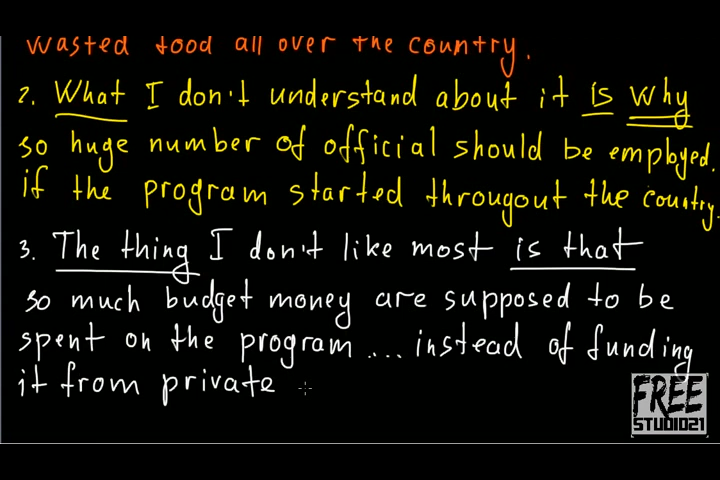 wasted food all over the country.
2. What I don't understand about it is why
so huge number of official should be employed.
if the program started througout the country
3. The thing I don't like most is that
so much budget money are supposed to be
spent on the program .... instead of funding
it from private
FREE
STUDIO21